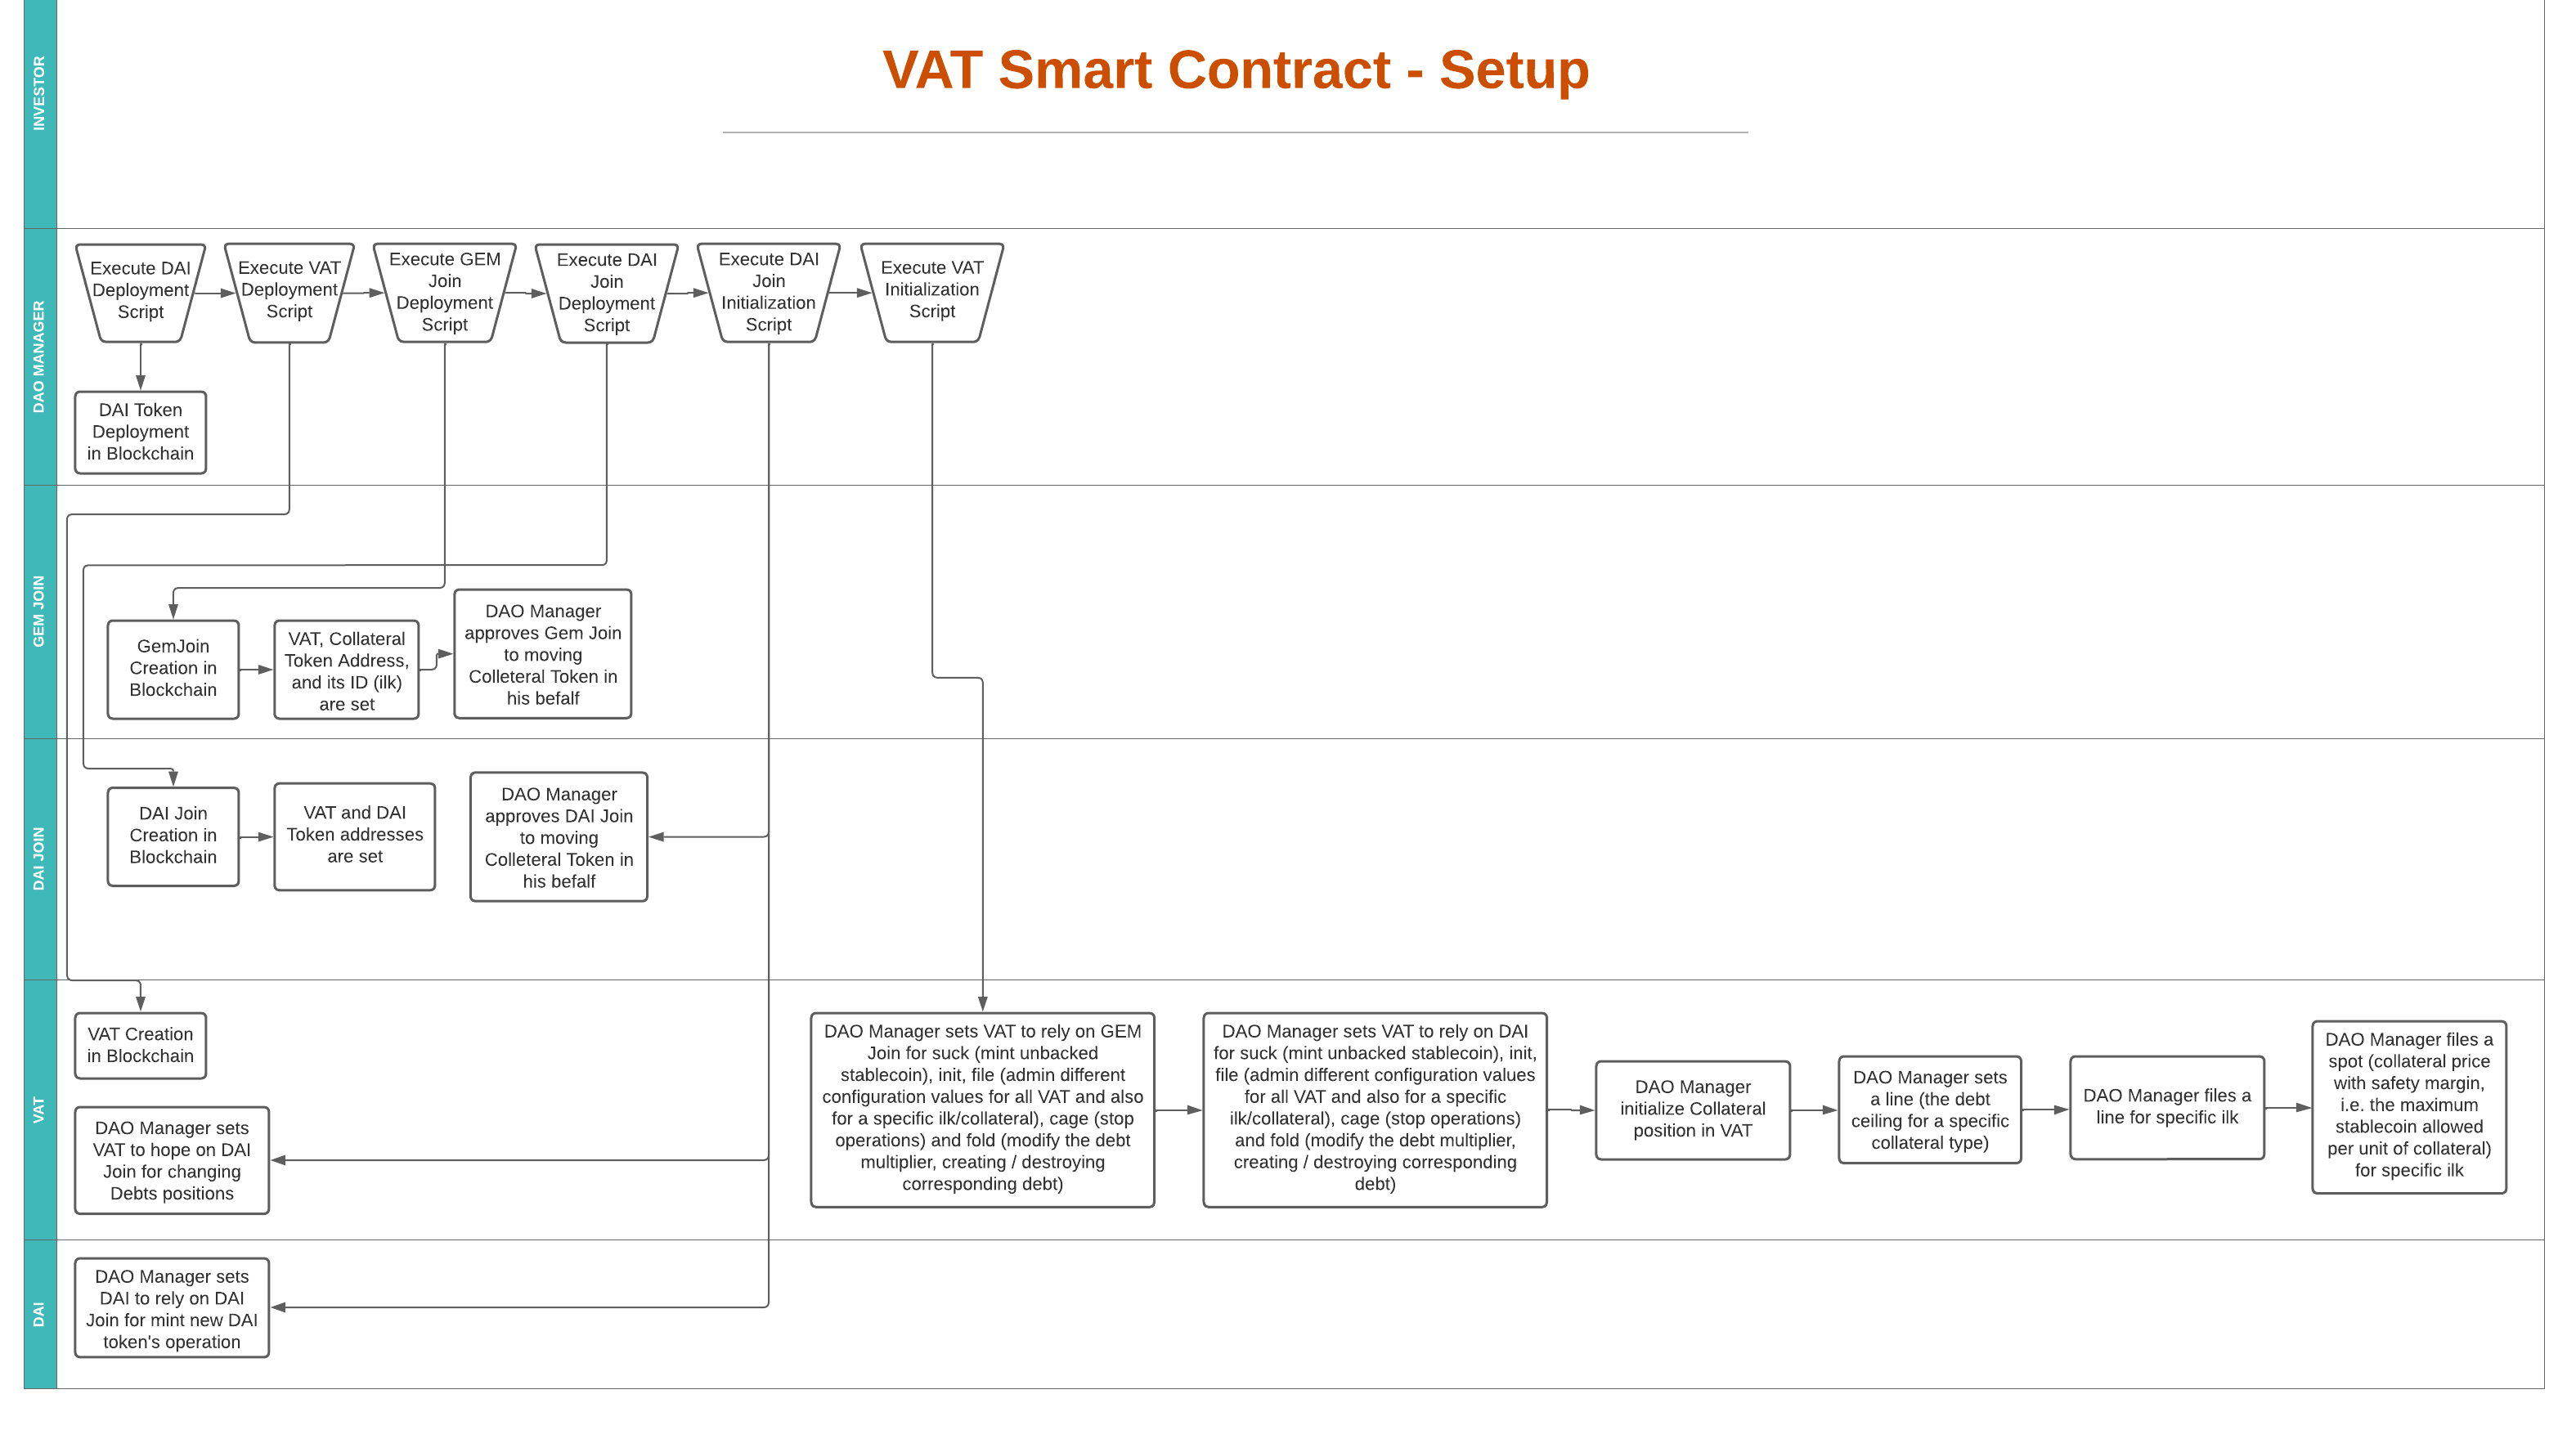 VAT Smart Contract - Setup
INVESTOR
DAO MANAGER
Execute DAI
Deployment
Script
Execute VAT
Deployment
Script
Execute GEM
Join
Deployment
Script
Execute DAI
Join
Deployment
Script
Execute DAI
Join
Initialization
Script
Execute VAT
Initialization
Script
DAI Token
Deployment
in Blockchain
GEM JOIN
GemJoin
Creation in
Blockchain
VAT, Collateral
Token Address,
and its ID (ilk)
are set
DAO Manager
approves Gem Join
to moving
Colleteral Token in
his befalf
DAI JOIN
DAI Join
Creation in
Blockchain
VAT and DAI
Token addresses
are set
DAO Manager
approves DAI Join
to moving
Colleteral Token in
his befalf
VAT
VAT Creation
in Blockchain
DAO Manager sets
VAT to hope on DAI
Join for changing
Debts positions
DAO Manager sets VAT to rely on GEM
Join for suck (mint unbacked
stablecoin), init, file (admin different
configuration values for all VAT and also
for a specific ilk/collateral), cage (stop
operations) and fold (modify the debt
multiplier, creating / destroying
corresponding debt)
DAO Manager sets VAT to rely on DAI
for suck (mint unbacked stablecoin), init,
file (admin different configuration values
for all VAT and also for a specific
ilk/collateral), cage (stop operations)
and fold (modify the debt multiplier,
creating / destroying corresponding
debt)
DAO Manager
initialize Collateral
position in VAT
DAO Manager sets
a line (the debt
ceiling for a specific
collateral type)
DAO Manager files a
line for specific ilk
DAO Manager files a
spot (collateral price
with safety margin,
i.e. the maximum
stablecoin allowed
per unit of collateral)
for specific ilk
DAI
DAO Manager sets
DAI to rely on DAI
Join for mint new DAI
token's operation